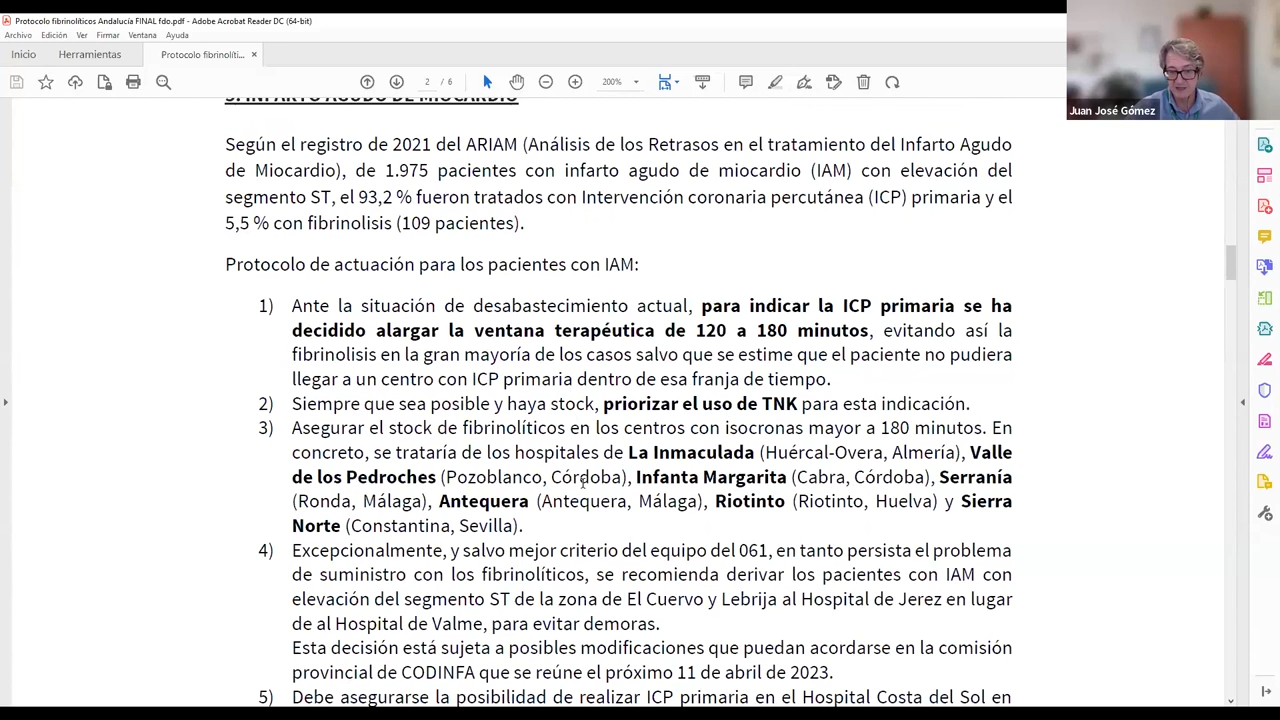 Protocolo fibrinolíticos Andalucía FINAL fdo.pdf - Adobe Acrobat Reader DC (64-bit)
Archivo Edición Ver Firmar Ventana Ayuda
Inicio Herramientas Protocolo fibrinolíti... ×
2 / 6 200%
Juan José Gómez
3. INFARTO AGUDO DE MIOCARDIO
Según el registro de 2021 del ARIAM (Análisis de los Retrasos en el tratamiento del Infarto Agudo
de Miocardio), de 1.975 pacientes con infarto agudo de miocardio (IAM) con elevación del
segmento ST, el 93,2 % fueron tratados con Intervención coronaria percutánea (ICP) primaria y el
5,5 % con fibrinolisis (109 pacientes).
Protocolo de actuación para los pacientes con IAM:
1) Ante la situación de desabastecimiento actual, para indicar la ICP primaria se ha
decidido alargar la ventana terapéutica de 120 a 180 minutos, evitando así la
fibrinolisis en la gran mayoría de los casos salvo que se estime que el paciente no pudiera
llegar a un centro con ICP primaria dentro de esa franja de tiempo.
2) Siempre que sea posible y haya stock, priorizar el uso de TNK para esta indicación.
3) Asegurar el stock de fibrinolíticos en los centros con isocronas mayor a 180 minutos. En
concreto, se trataría de los hospitales de La Inmaculada (Huércal-Overa, Almería), Valle
de los Pedroches (Pozoblanco, Córdoba), Infanta Margarita (Cabra, Córdoba), Serranía
(Ronda, Málaga), Antequera (Antequera, Málaga), Riotinto (Riotinto, Huelva) y Sierra
Norte (Constantina, Sevilla).
4) Excepcionalmente, y salvo mejor criterio del equipo del 061, en tanto persista el problema
de suministro con los fibrinolíticos, se recomienda derivar los pacientes con IAM con
elevación del segmento ST de la zona de El Cuervo y Lebrija al Hospital de Jerez en lugar
de al Hospital de Valme, para evitar demoras.
Esta decisión está sujeta a posibles modificaciones que puedan acordarse en la comisión
provincial de CODINFA que se reúne el próximo 11 de abril de 2023.
5) Debe asegurarse la posibilidad de realizar ICP primaria en el Hospital Costa del Sol en